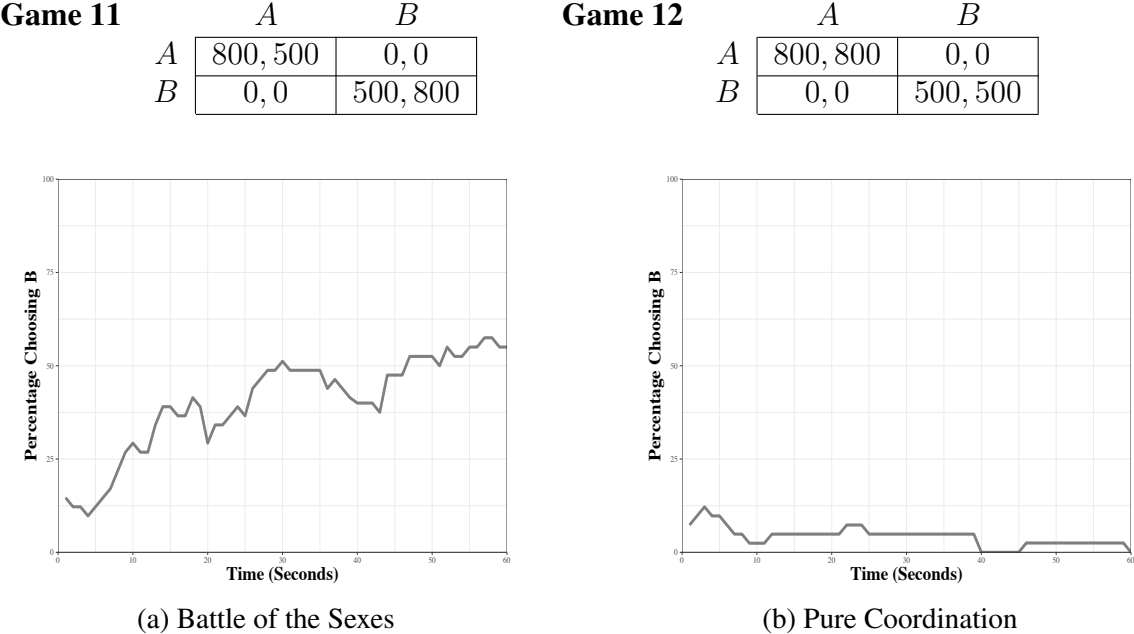 Game 11
A B
A 800, 500 0, 0
B 0, 0 500, 800
Game 12
A B
A 800, 800 0, 0
B 0, 0 500, 500
Percentage Choosing B
100
75
50
25
0
0 10 20 30 40 50 60
Time (Seconds)
(a) Battle of the Sexes
Percentage Choosing B
100
75
50
25
0
0 10 20 30 40 50 60
Time (Seconds)
(b) Pure Coordination